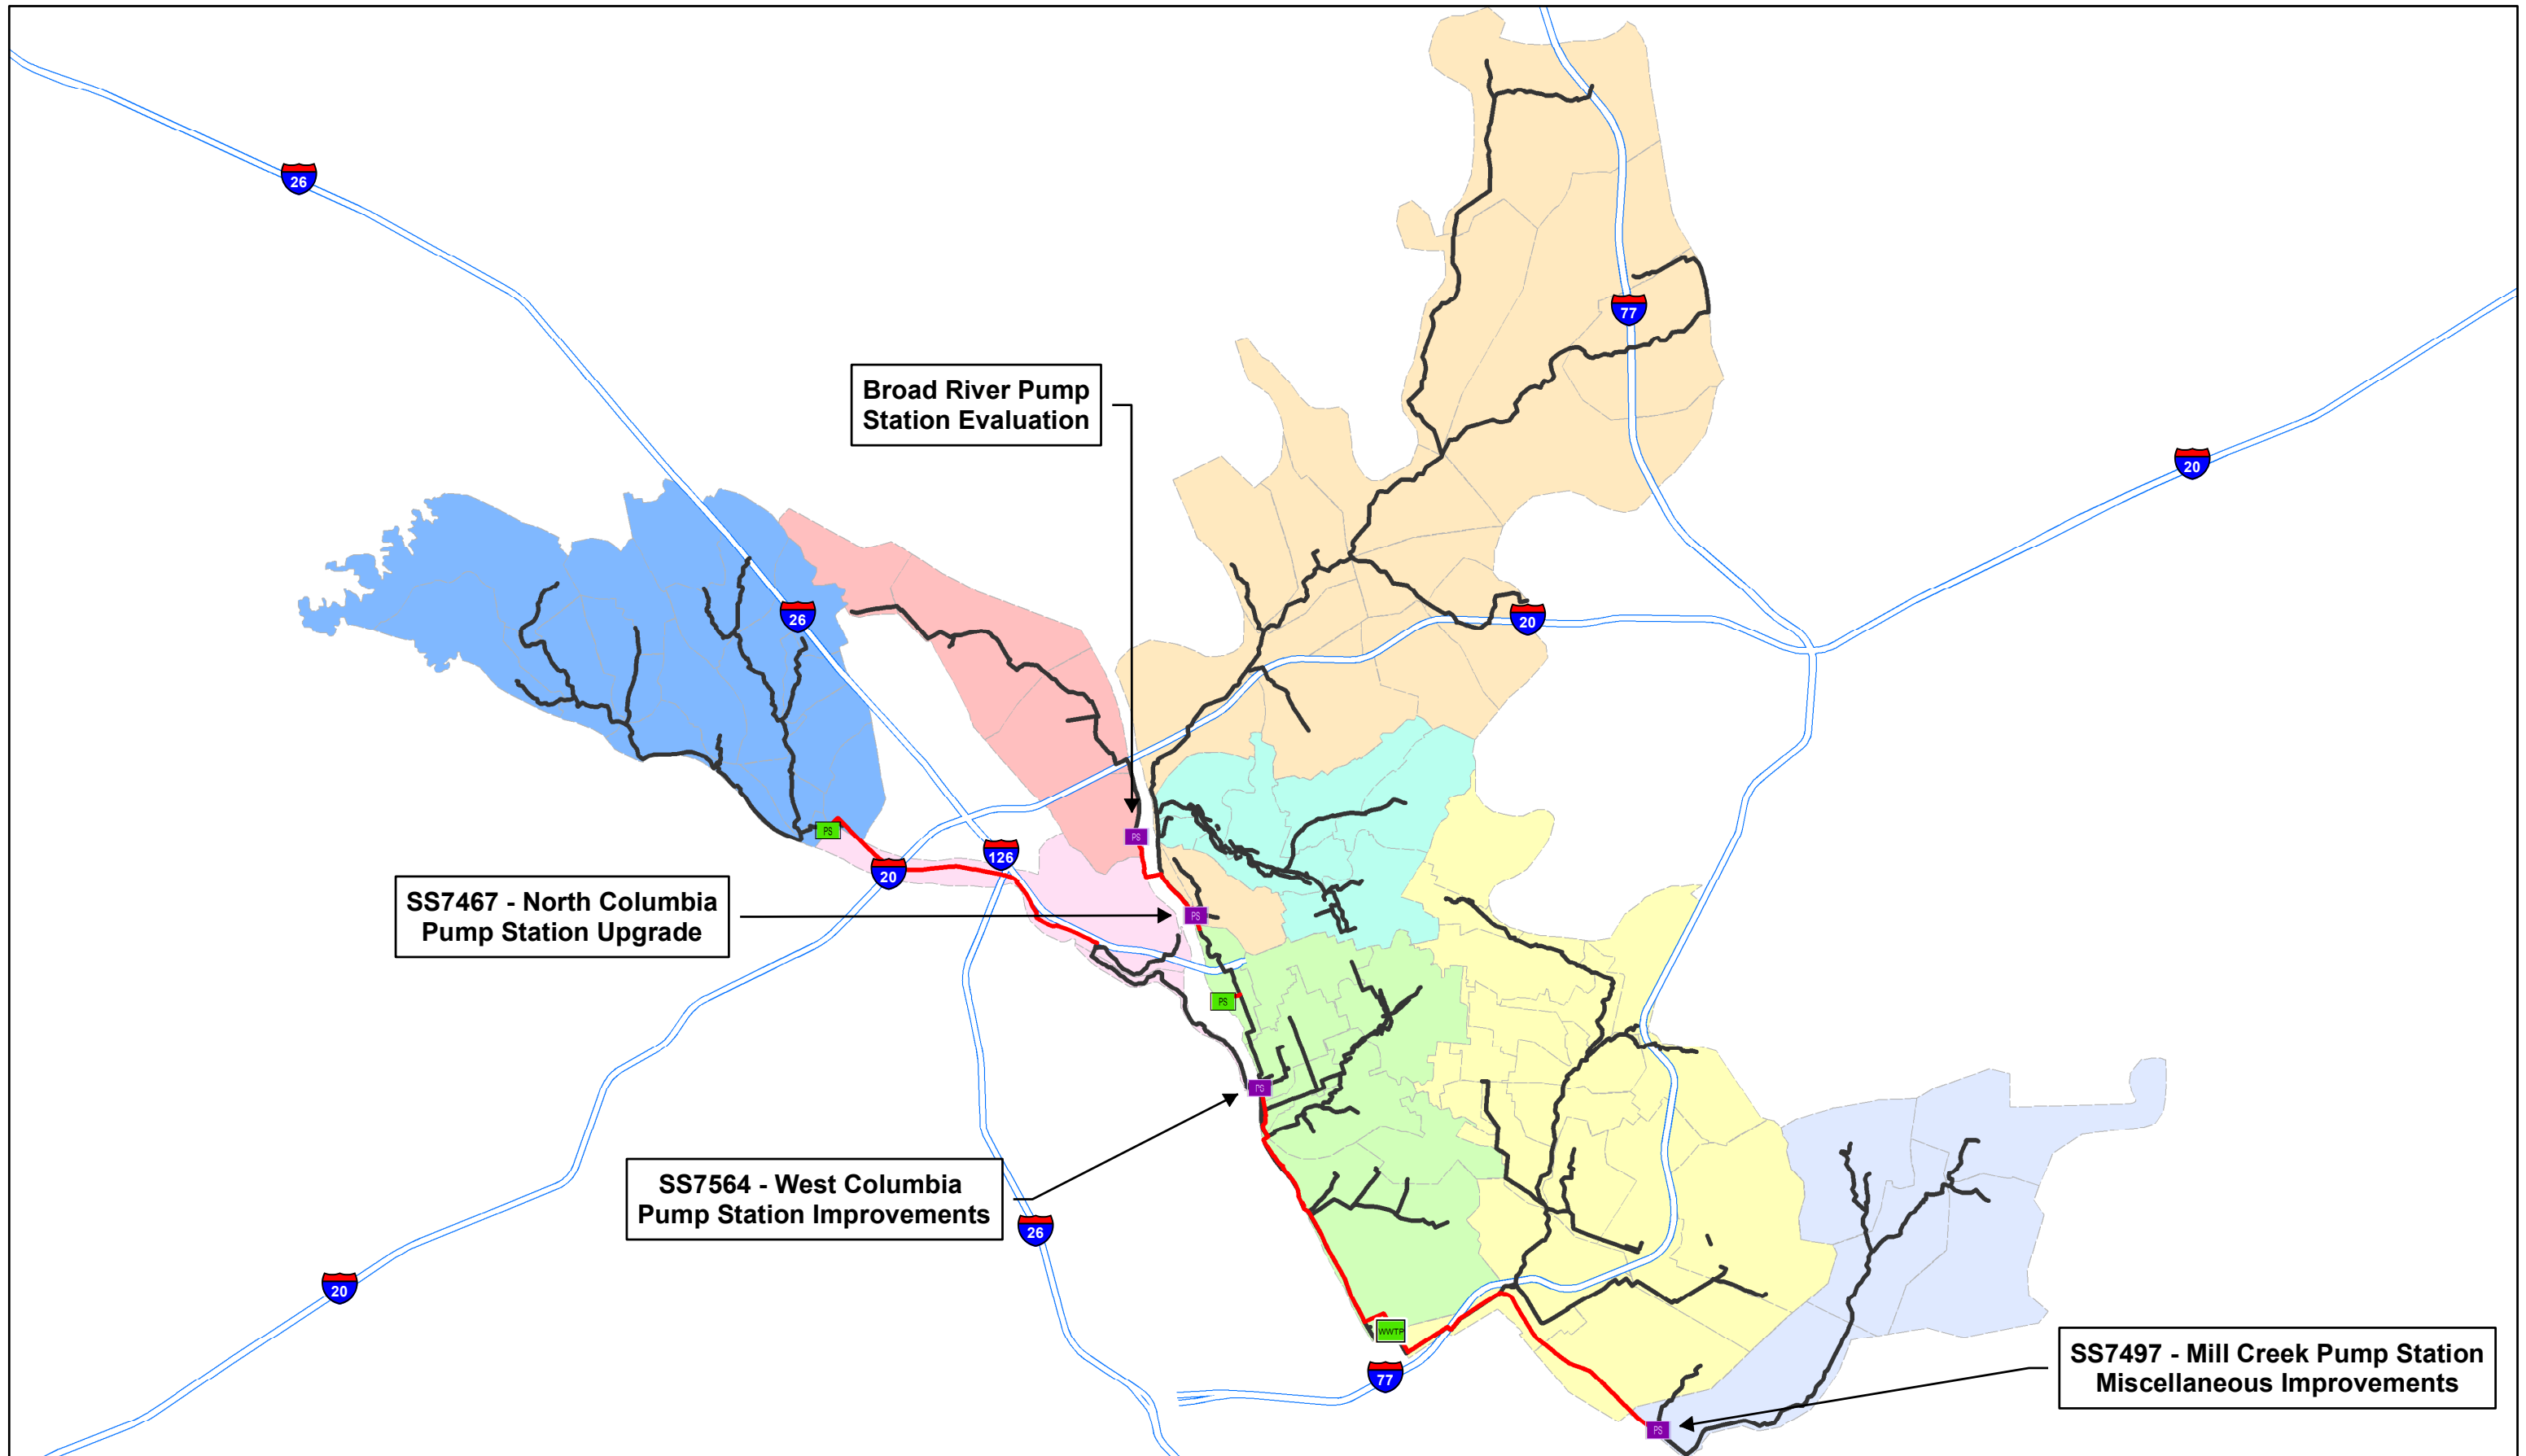 26
77
Broad River Pump
Station Evaluation
20
26
20
PS
PS
126
20
SS7467 - North Columbia
Pump Station Upgrade
PS
PS
PS
SS7564 - West Columbia
Pump Station Improvements
26
20
WWTP
77
SS7497 - Mill Creek Pump Station
Miscellaneous Improvements
PS